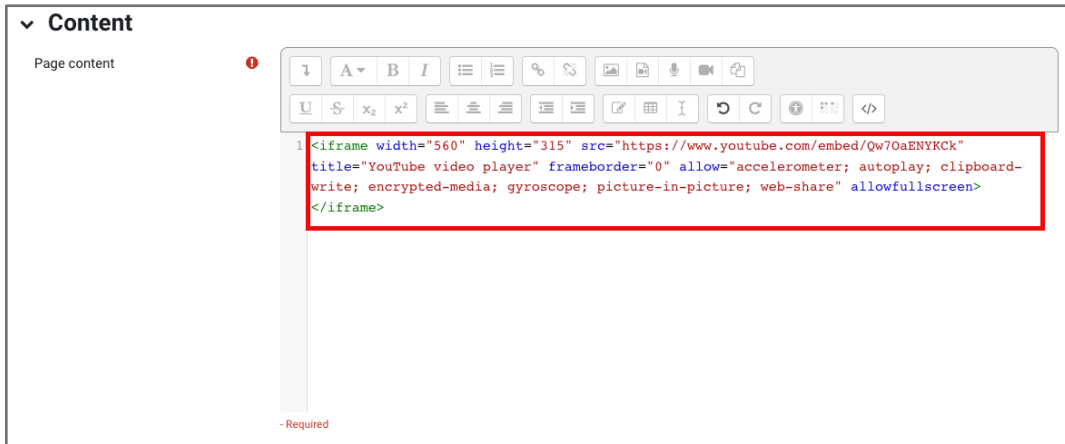 Content
Page content
A B I
U S x₂ x² </>
1 <iframe width="560" height="315" src="https://www.youtube.com/embed/Qw7OaENYKCk"
title="YouTube video player" frameborder="0" allow="accelerometer; autoplay; clipboard-
write; encrypted-media; gyroscope; picture-in-picture; web-share" allowfullscreen>
</iframe>
- Required